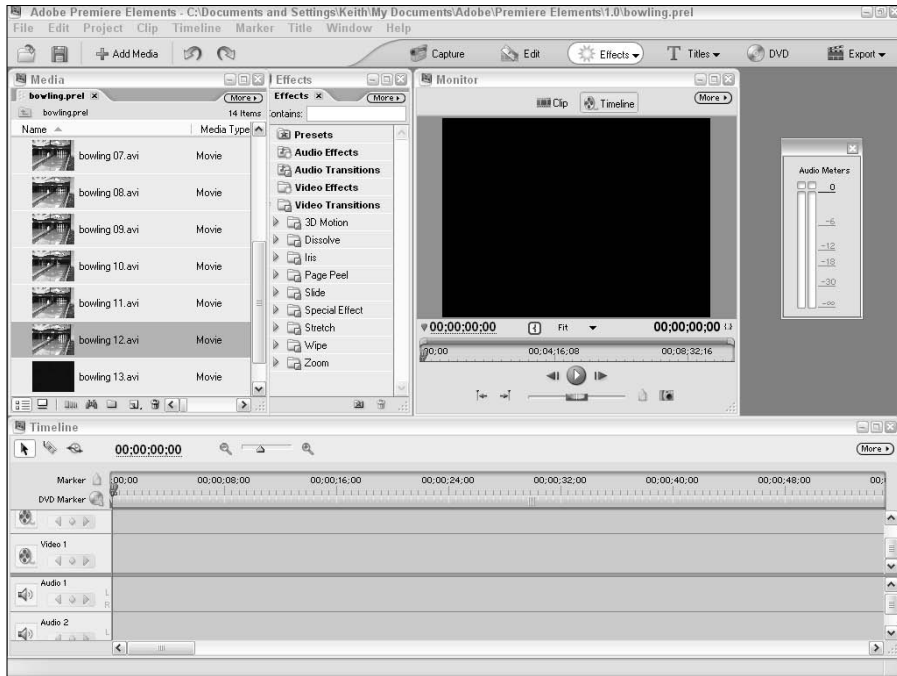 Adobe Premiere Elements - C:\Documents and Settings\Keith\My Documents\Adobe\Premiere Elements\1.0\bowling.prel
File Edit Project Clip Timeline Marker Title Window Help
Add Media Capture Edit Effects T Titles DVD Export
Media
bowling.prel
More
bowling.prel 14 Items
Name Media Type
bowling 07.avi Movie
bowling 08.avi Movie
bowling 09.avi Movie
bowling 10.avi Movie
bowling 11.avi Movie
bowling 12.avi Movie
bowling 13.avi Movie
Effects
Effects
More
ontains:
Presets
Audio Effects
Audio Transitions
Video Effects
Video Transitions
3D Motion
Dissolve
Iris
Page Peel
Slide
Special Effect
Stretch
Wipe
Zoom
Monitor
Clip Timeline More
00;00;00;00 Fit 00;00;00;00
00;00 00;04;16;08 00;08;32;16
Audio Meters
0
-6
-12
-18
-30
-∞
Timeline
00;00;00;00
More
Marker :00;00 00;00;08;00 00;00;16;00 00;00;24;00 00;00;32;00 00;00;40;00 00;00;48;00 00;
DVD Marker
Video 1
Audio 1
L
R
Audio 2
L